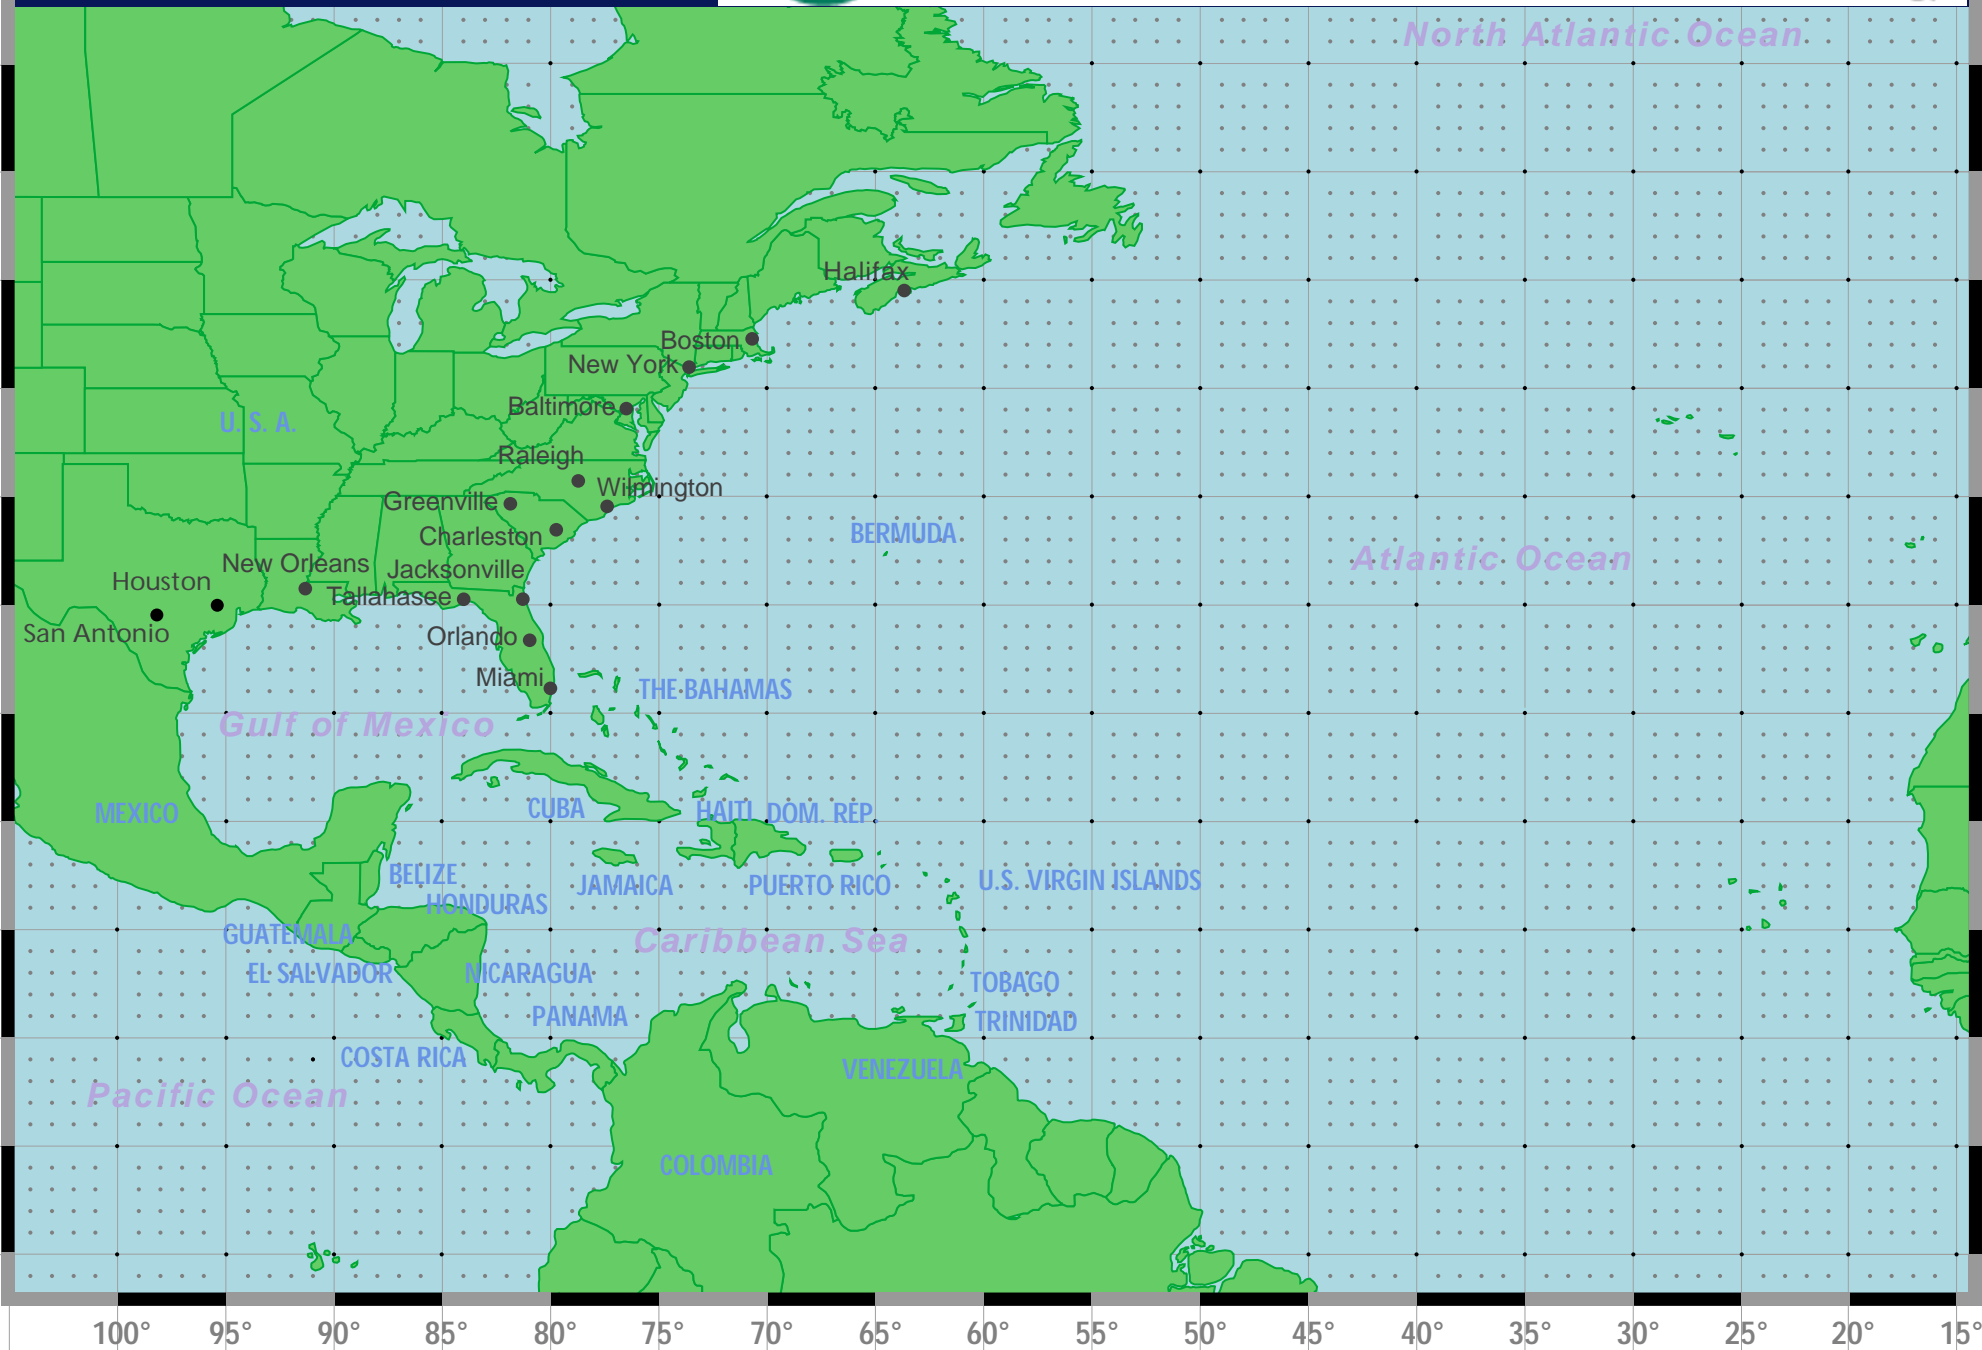 North Atlantic Ocean
Halifax
Boston
New York
Baltimore
U. S. A.
Raleigh
Wilmington
Greenville
BERMUDA
Charleston
Atlantic Ocean
New Orleans
Jacksonville
Houston
Tallahasee
San Antonio
Orlando
Miami
THE BAHAMAS
Gulf of Mexico
MEXICO
CUBA
HAITI
DOM. REP.
BELIZE
JAMAICA
PUERTO RICO
U.S. VIRGIN ISLANDS
HONDURAS
GUATEMALA
Caribbean Sea
EL SALVADOR
NICARAGUA
TOBAGO
PANAMA
TRINIDAD
COSTA RICA
VENEZUELA
Pacific Ocean
COLOMBIA
100° 95° 90° 85° 80° 75° 70° 65° 60° 55° 50° 45° 40° 35° 30° 25° 20° 15°